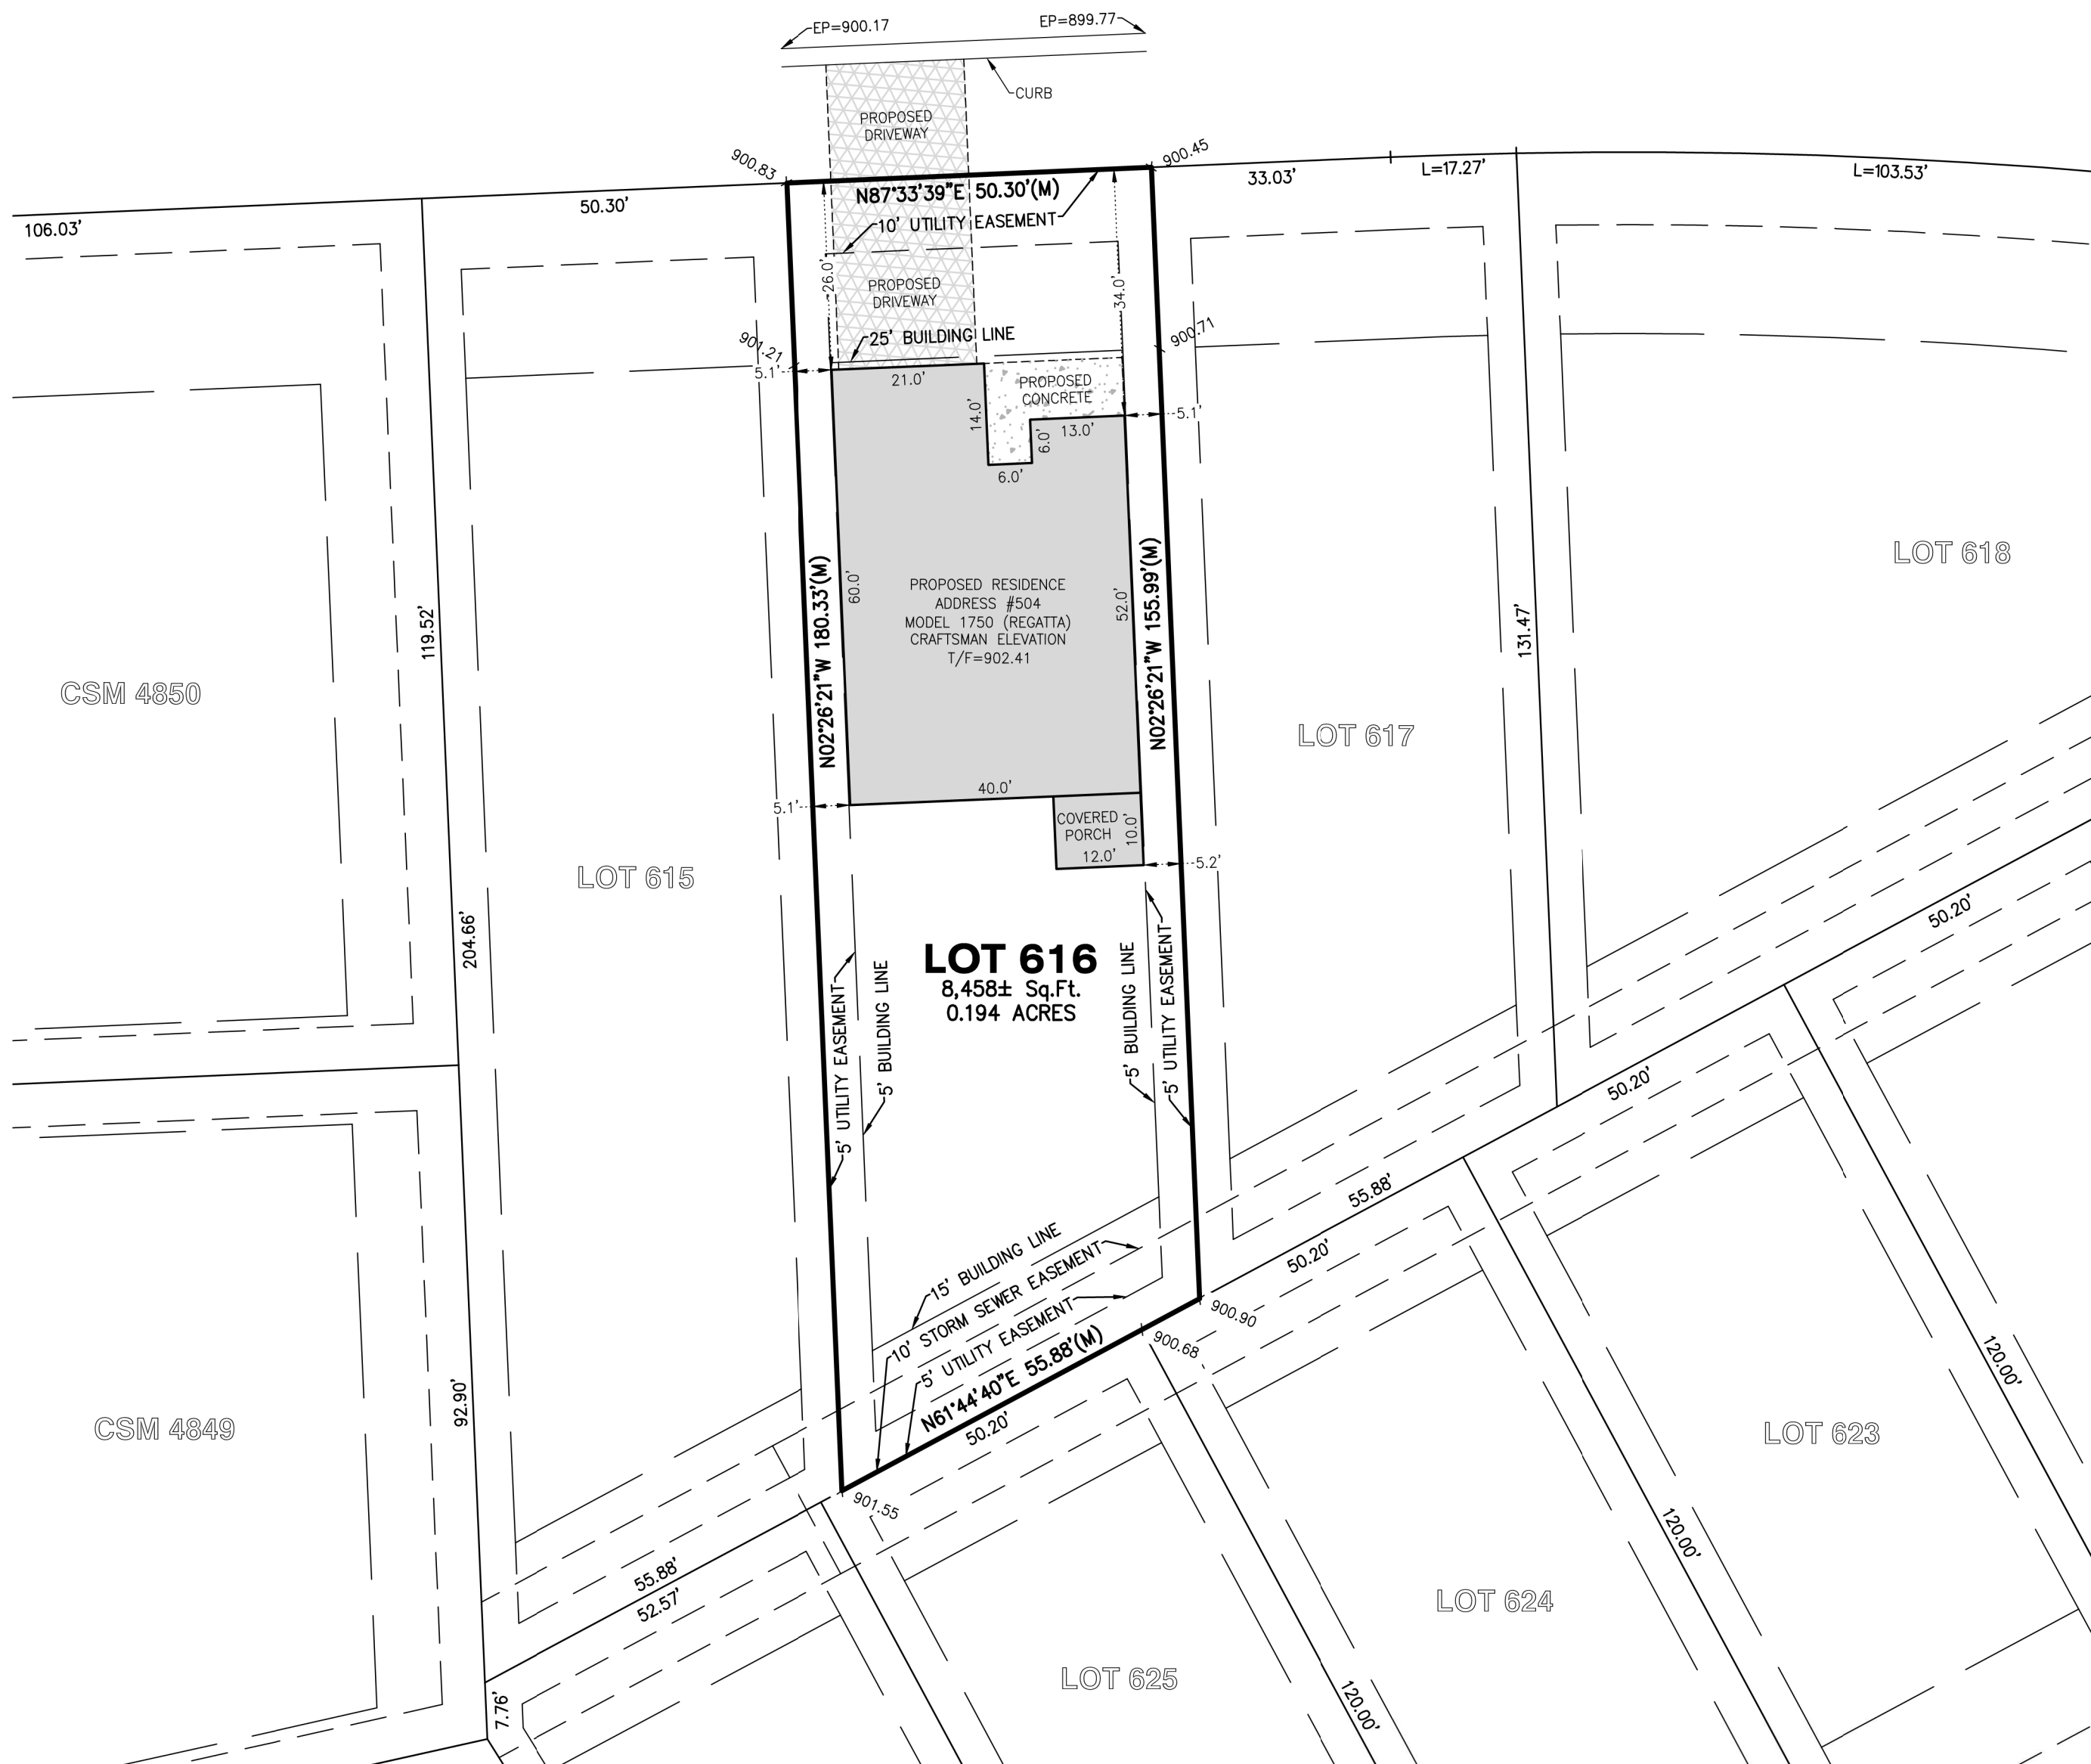 EP=900.17
EP=899.77
CURB
PROPOSED
DRIVEWAY
900.83
900.45
106.03'
50.30'
N87°33'39"E 50.30'(M)
33.03'
L=17.27'
L=103.53'
10' UTILITY EASEMENT
26.0'
34.0'
PROPOSED
DRIVEWAY
25' BUILDING LINE
901.21
900.71
5.1'
21.0'
PROPOSED
CONCRETE
14.0'
6.0'
13.0'
5.1'
6.0'
LOT 618
N02°26'21"W 180.33'(M)
60.0'
PROPOSED RESIDENCE
ADDRESS #504
MODEL 1750 (REGATTA)
CRAFTSMAN ELEVATION
T/F=902.41
52.0'
N02°26'21"W 155.99'(M)
119.52'
131.47'
CSM 4850
LOT 617
40.0'
5.1'
COVERED
PORCH
10.0'
12.0'
5.2'
LOT 615
204.66'
50.20'
LOT 616
8,458± Sq.Ft.
0.194 ACRES
5' UTILITY EASEMENT
5' BUILDING LINE
5' BUILDING LINE
5' UTILITY EASEMENT
50.20'
55.88'
50.20'
15' BUILDING LINE
10' STORM SEWER EASEMENT
5' UTILITY EASEMENT
900.90
900.68
N61°44'40"E 55.88'(M)
50.20'
92.90'
CSM 4849
120.00'
LOT 623
901.55
120.00'
55.88'
52.57'
LOT 624
LOT 625
7.76'
120.00'